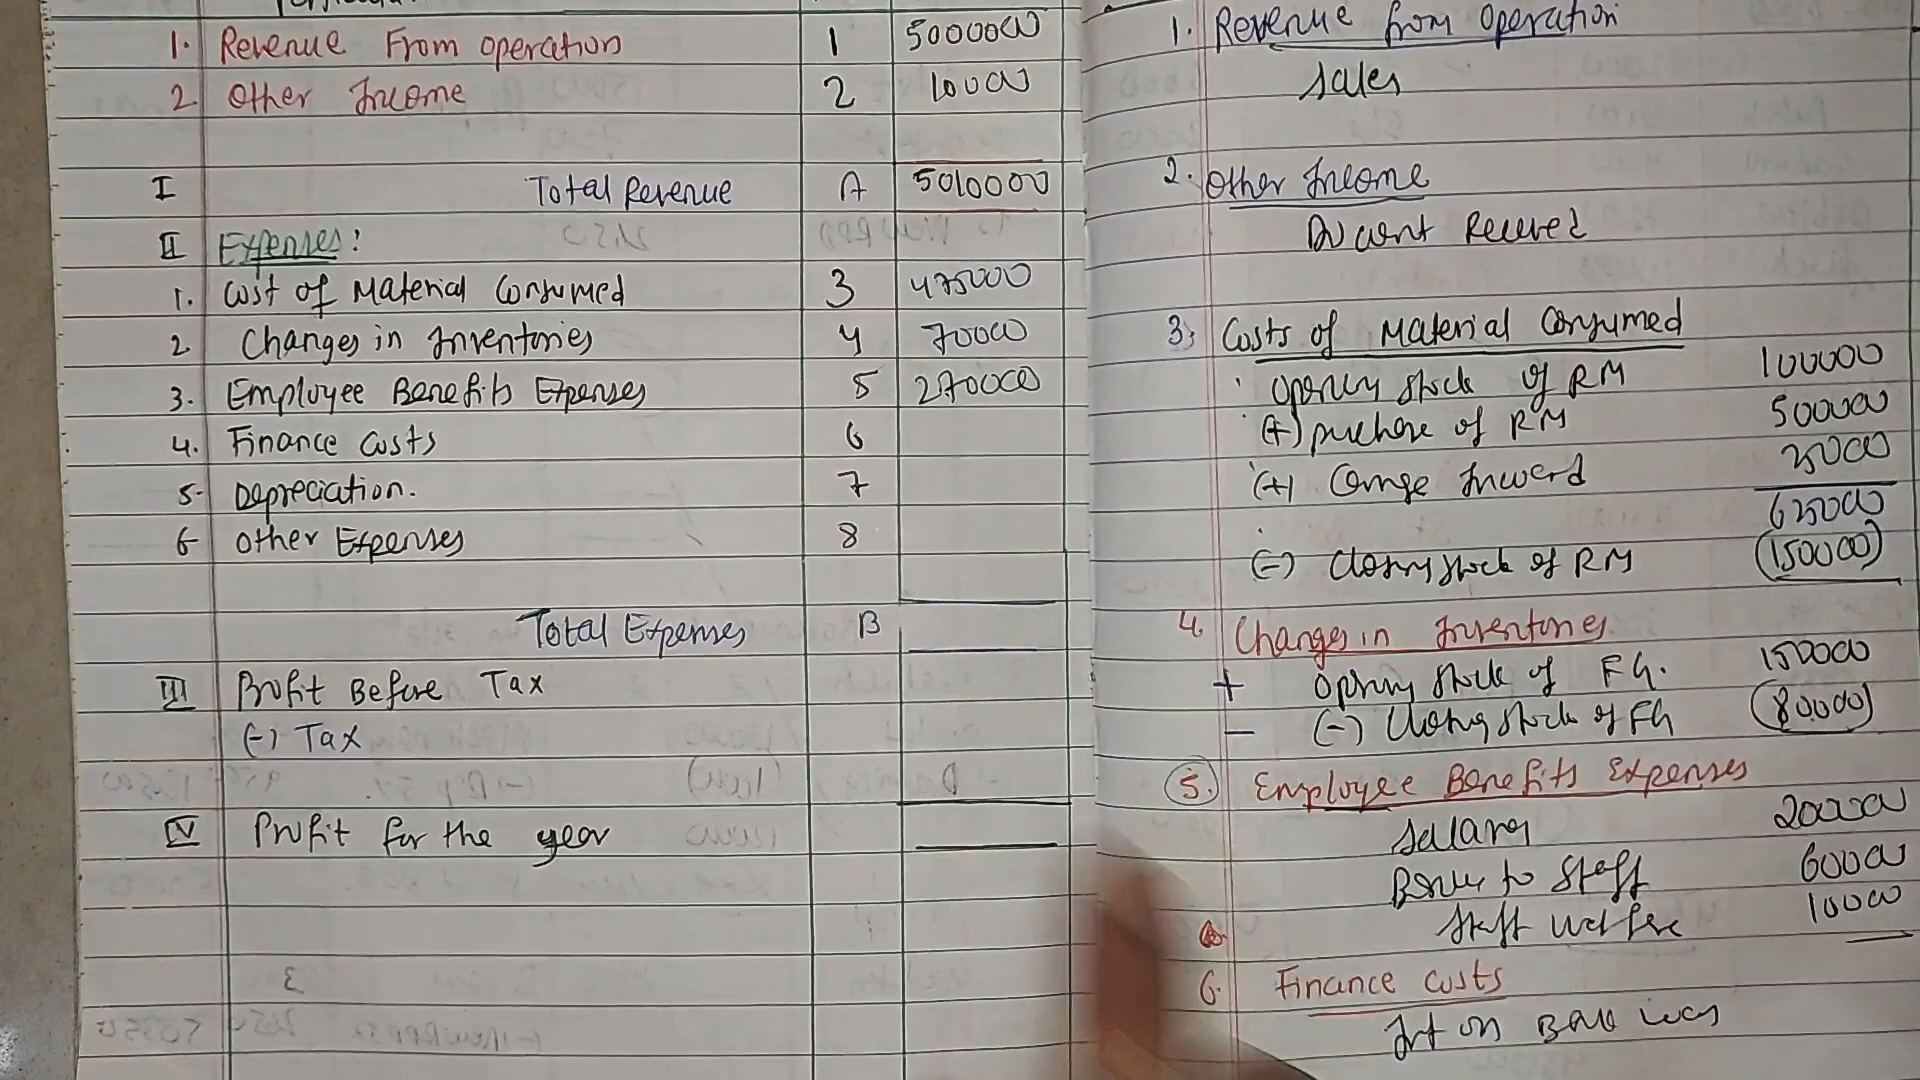 1. Revenue From operation 1 5000000
2 Other Income 2 10000
I Total Revenue A 5010000
II Expenses:
1. Cost of Material Consumed 3 475000
2 Changes in Inventories 4 70000
3. Employee Benefits Expenses 5 270000
4. Finance Costs 6
5- Depreciation. 7
6 Other Expenses 8
Total Expenses B
III Profit Before Tax
(-) Tax
IV Profit for the year
1. Revenue from operation
Sales
2. Other Income
Received
3; Costs of Material Consumed
Opening Stock of RM 100000
(+) purchase of RM 500000
(+) Inward 25000
625000
(-) Closing Stock of RM (150000)
4. Changes in Inventories
+ Opening Stock of FG. 150000
- (-) Closing Stock of FG (80000)
5. Employee Benefits Expenses
Salary 200000
Bonus to Staff 60000
Staff Welfare 10000
6. Finance Costs
Int on Bank